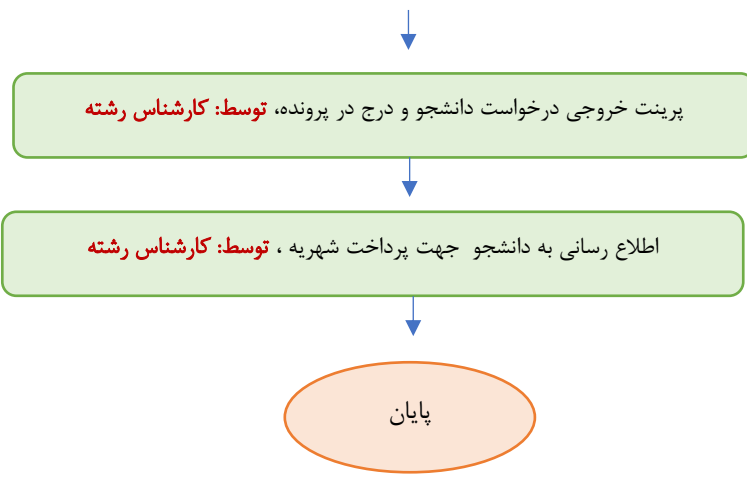 پرینت خروجی درخواست دانشجو و درج در پرونده، توسط: کارشناس رشته
اطلاع رسانی به دانشجو جهت پرداخت شهریه ، توسط: کارشناس رشته
پایان